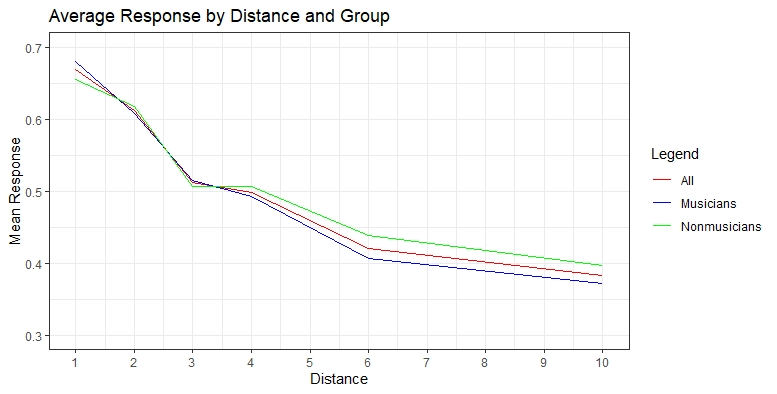 Average Response by Distance and Group
Mean Response
0.7
0.6
0.5
0.4
0.3
1 2 3 4 5 6 7 8 9 10
Distance
Legend
All
Musicians
Nonmusicians